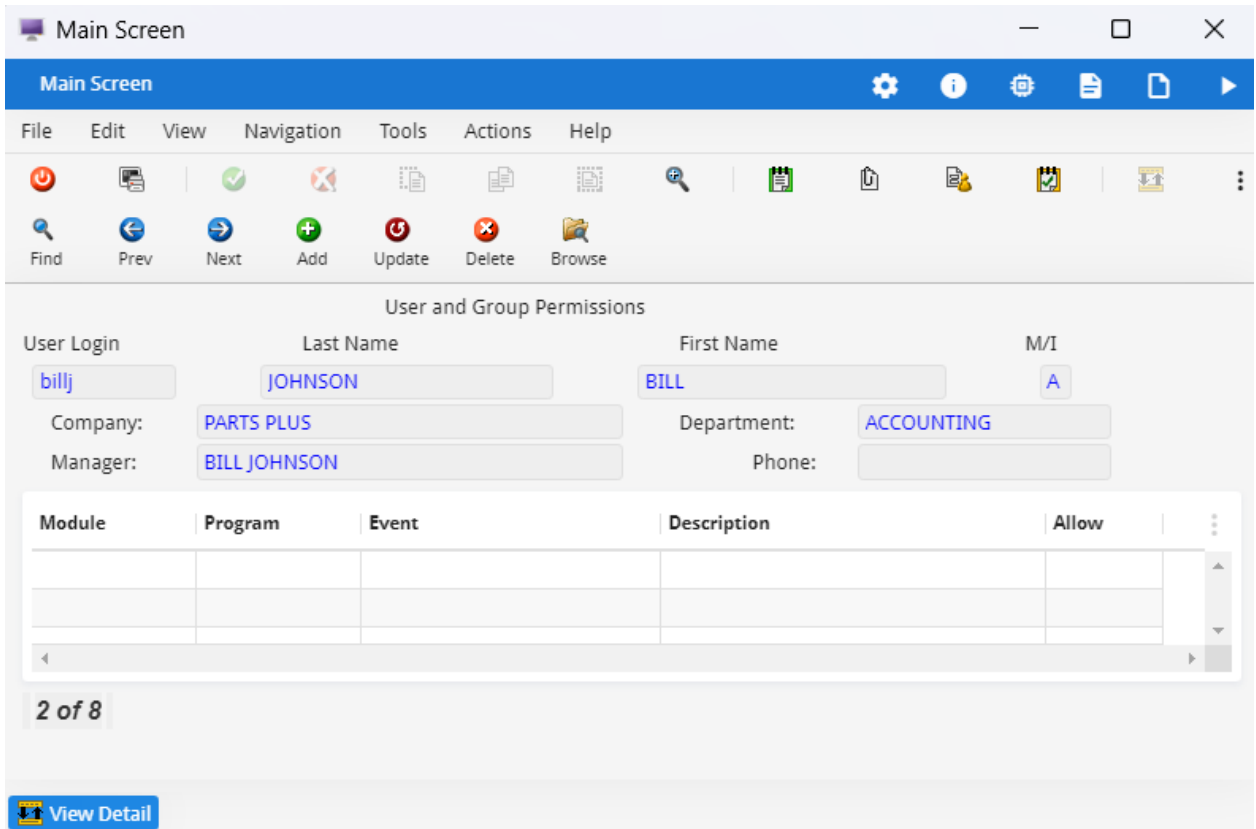 Main Screen
Main Screen
File Edit View Navigation Tools Actions Help
Find Prev Next Add Update Delete Browse
User and Group Permissions
User Login Last Name First Name M/I
billj JOHNSON BILL A
Company: PARTS PLUS Department: ACCOUNTING
Manager: BILL JOHNSON Phone:
Module Program Event Description Allow
2 of 8
View Detail